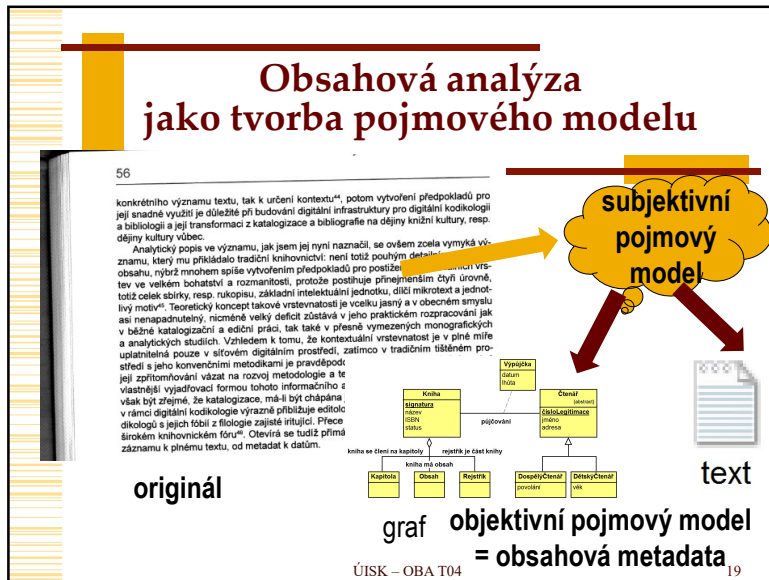 Obsahová analýza
jako tvorba pojmového modelu
56
konkrétního významu textu, tak k určení kontextu⁴⁴, potom vytvoření předpokladů pro
její snadné využití je důležité při budování digitální infrastruktury pro digitální kodikologii
a bibliologii a její transformaci z katalogizace a bibliografie na dějiny knižní kultury, resp.
dějiny kultury vůbec.
Analytický popis ve významu, jak jsem jej nyní naznačil, se ovšem zcela vymyká vý-
znamu, který mu přikládalo tradiční knihovnictví: není totiž pouhým
obsahu, nýbrž mnohem spíše vytvořením předpokladů pro postižen vrs-
tev ve velkém bohatství a rozmanitosti, protože postihuje přinejmenším čtyři úrovně,
totiž celek sbírky, resp. rukopisu, základní intelektuální jednotku, dílčí mikrotext a jednot-
livý motiv⁴⁵. Teoretický koncept takové vrstevnatosti je vcelku jasný a v obecném smyslu
asi nenapadnutelný, nicméně velký deficit zůstává v jeho praktickém rozpracování jak
v běžné katalogizační a ediční práci, tak také v přesně vymezených monografických
a analytických studiích. Vzhledem k tomu, že kontextuální vrstevnatost je v plné míře
uplatnitelná pouze v síťovém digitálním prostředí, zatímco v tradičním tištěném pro-
středí s jeho konvenčními metodikami je pravděpodo
její zpřítomňování vázat na rozvoj metodologie a te
vlastnější vyjadřovací formou tohoto informačního a
však být zřejmé, že katalogizace, má-li být chápána
v rámci digitální kodikologie výrazně přibližuje editolo
dikologů s jejich fóbií z filologie zajisté iritující. Přece
širokém knihovnickém fóru⁴⁶. Otevírá se tudíž přímá
záznamu k plnému textu, od metadat k datům.
originál
subjektivní
pojmový
model
Výpůjčka
datum
lhůta
Kniha
signatura
název
ISBN
status
půjčování
Čtenář
{abstract}
čísloLegitimace
jméno
adresa
kniha se člení na kapitoly
rejstřík je část knihy
kniha má obsah
Kapitola
Obsah
Rejstřík
DospělýČtenář
povolání
DětskýČtenář
věk
text
graf
objektivní pojmový model
= obsahová metadata
ÚISK – OBA T04
19